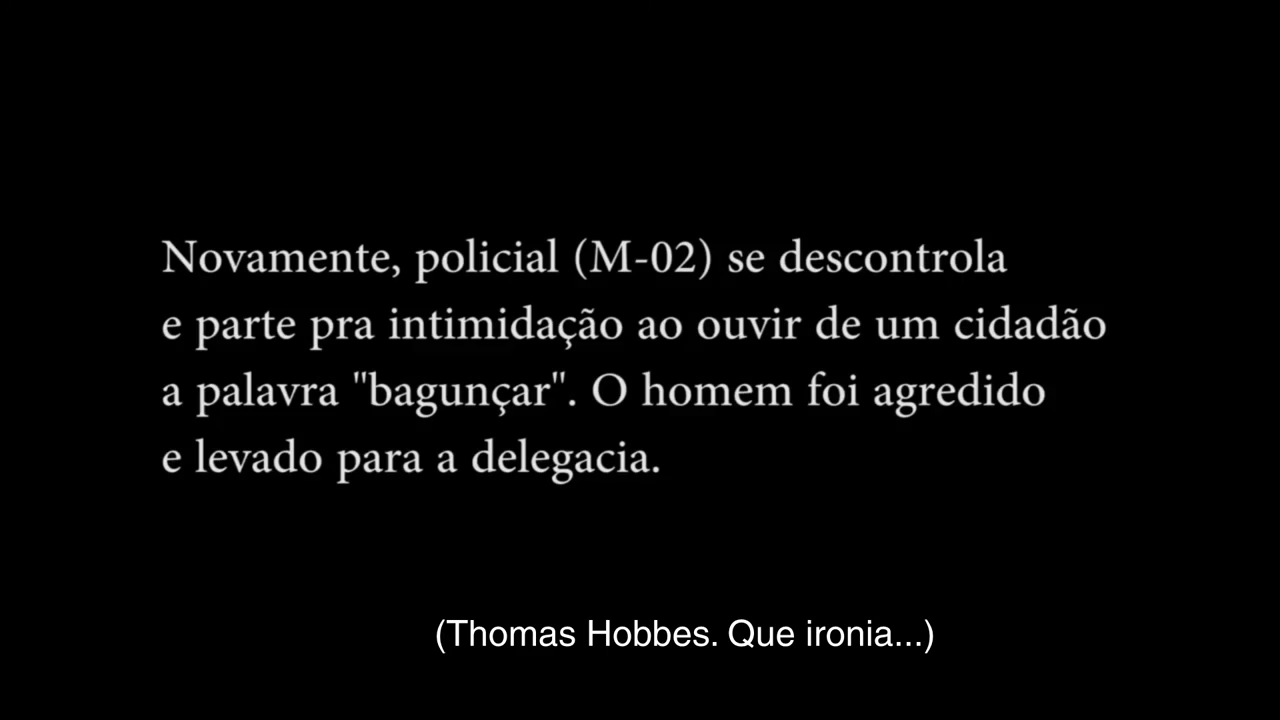 Novamente, policial (M-02) se descontrola
e parte pra intimidação ao ouvir de um cidadão
a palavra "bagunçar". O homem foi agredido
e levado para a delegacia.
(Thomas Hobbes. Que ironia...)